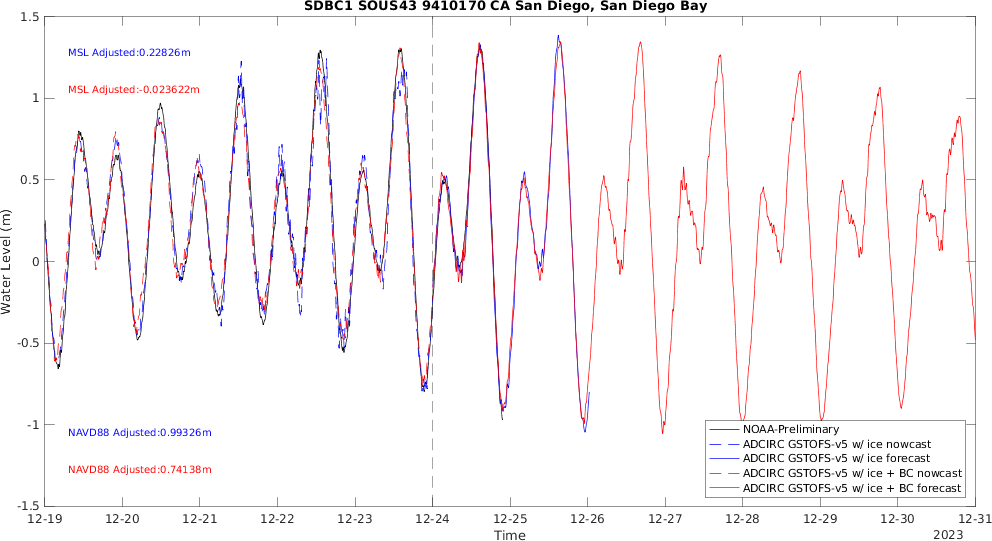 SDBC1 SOUS43 9410170 CA San Diego, San Diego Bay
Water Level (m)
1.5
1
0.5
0
-0.5
-1
-1.5
MSL Adjusted:0.22826m
MSL Adjusted:-0.023622m
NAVD88 Adjusted:0.99326m
NAVD88 Adjusted:0.74138m
NOAA-Preliminary
ADCIRC GSTOFS-v5 w/ ice nowcast
ADCIRC GSTOFS-v5 w/ ice forecast
ADCIRC GSTOFS-v5 w/ ice + BC nowcast
ADCIRC GSTOFS-v5 w/ ice + BC forecast
12-19 12-20 12-21 12-22 12-23 12-24 12-25 12-26 12-27 12-28 12-29 12-30 12-31
Time
2023